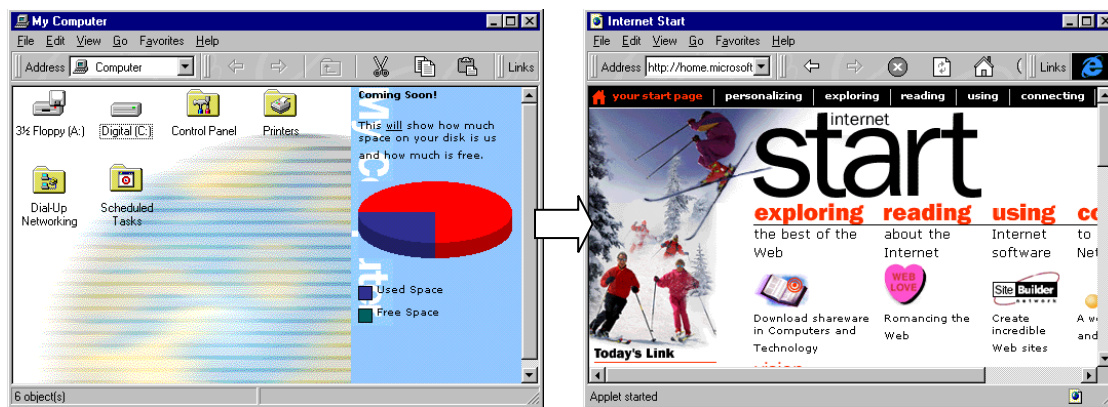 My Computer
File Edit View Go Favorites Help
Address Computer Links
3½ Floppy (A:) Digital (C:) Control Panel Printers
Dial-Up Networking
Scheduled Tasks
Coming Soon!
This will show how much
space on your disk is us
and how much is free.
Used Space
Free Space
6 object(s)
Internet Start
File Edit View Go Favorites Help
Address http://home.microsoft Links
your start page personalizing exploring reading using connecting
internet
start
exploring reading using co
the best of the Web
about the Internet
Internet software
to
Net
WEB LOVE
Site Builder
network
Download shareware
in Computers and
Technology
Romancing the
Web
Create
incredible
Web sites
A w
and
Today's Link
Applet started